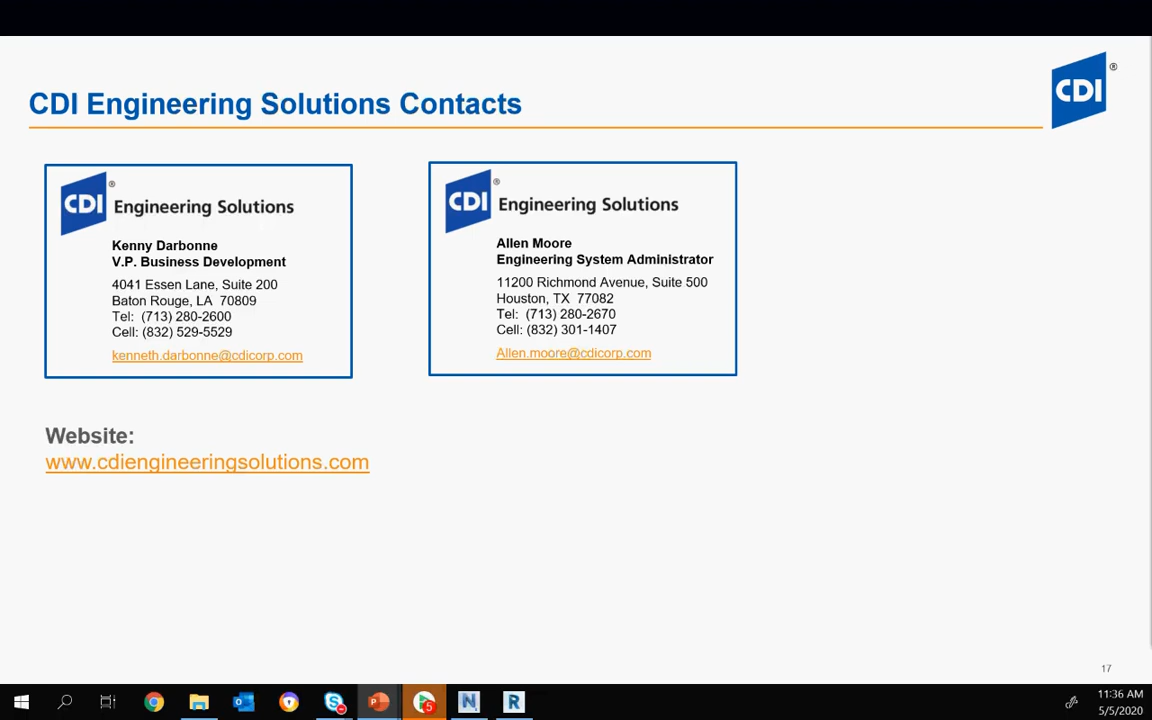 CDI Engineering Solutions Contacts
CDI®
CDI®
Engineering Solutions
Kenny Darbonne
V.P. Business Development
4041 Essen Lane, Suite 200
Baton Rouge, LA 70809
Tel: (713) 280-2600
Cell: (832) 529-5529
kenneth.darbonne@cdicorp.com
CDI®
Engineering Solutions
Allen Moore
Engineering System Administrator
11200 Richmond Avenue, Suite 500
Houston, TX 77082
Tel: (713) 280-2670
Cell: (832) 301-1407
Allen.moore@cdicorp.com
Website:
www.cdiengineeringsolutions.com
17
5
N
R
11:36 AM
5/5/2020